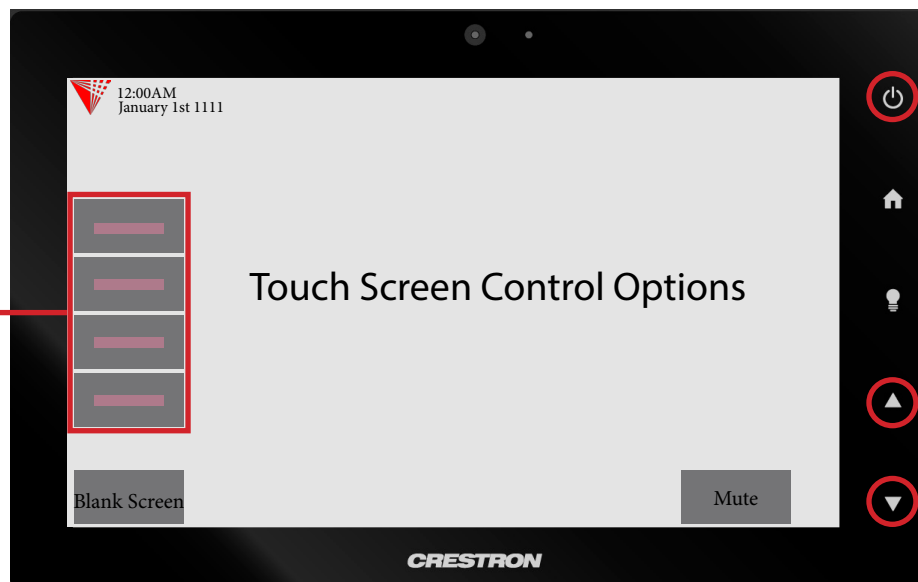 12:00AM
January 1st 1111
Touch Screen Control Options
Blank Screen
Mute
CRESTRON